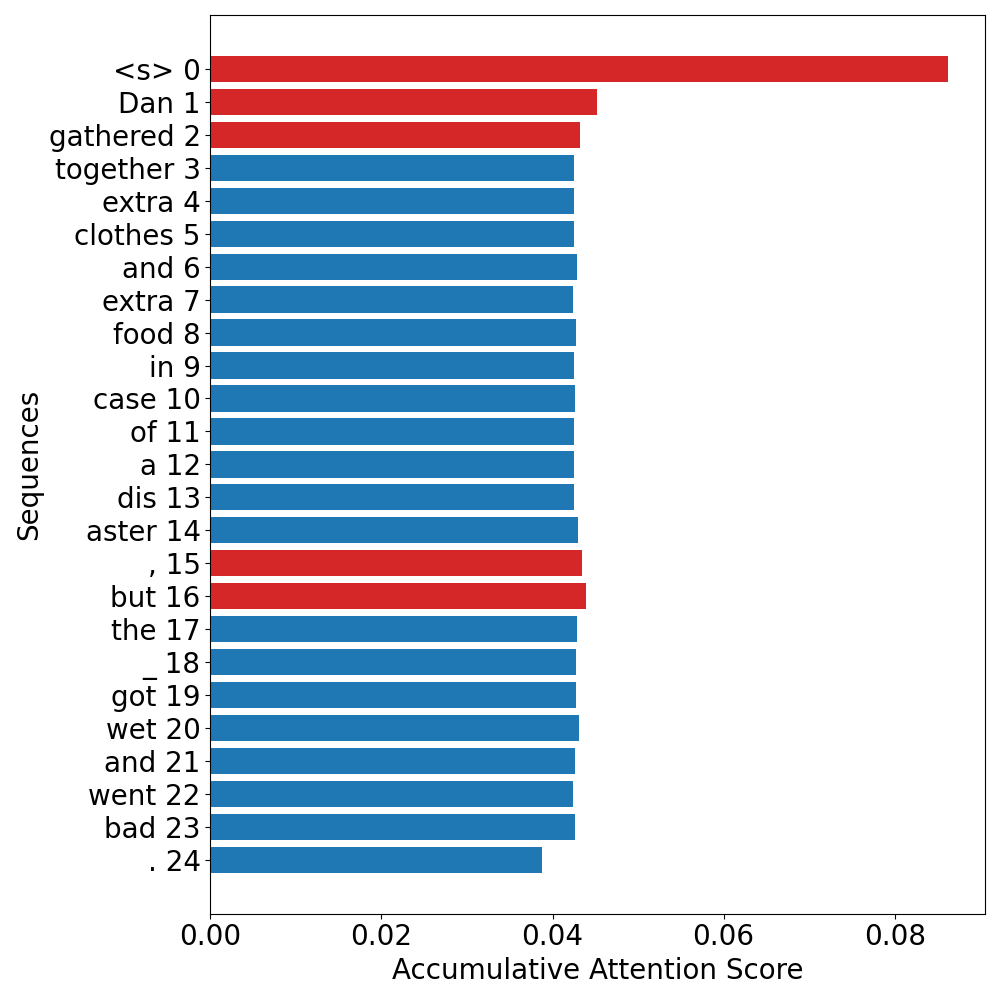 <s> 0
Dan 1
gathered 2
together 3
extra 4
clothes 5
and 6
extra 7
food 8
in 9
case 10
of 11
a 12
dis 13
aster 14
, 15
but 16
the 17
_ 18
got 19
wet 20
and 21
went 22
bad 23
. 24
Sequences
0.00 0.02 0.04 0.06 0.08
Accumulative Attention Score